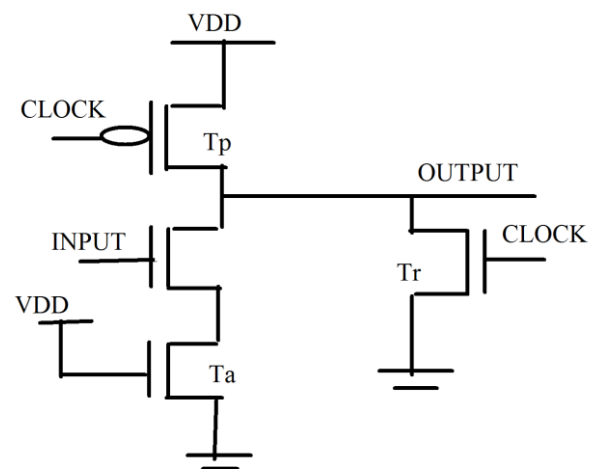 VDD
CLOCK
Tp
OUTPUT
INPUT
CLOCK
Tr
VDD
Ta